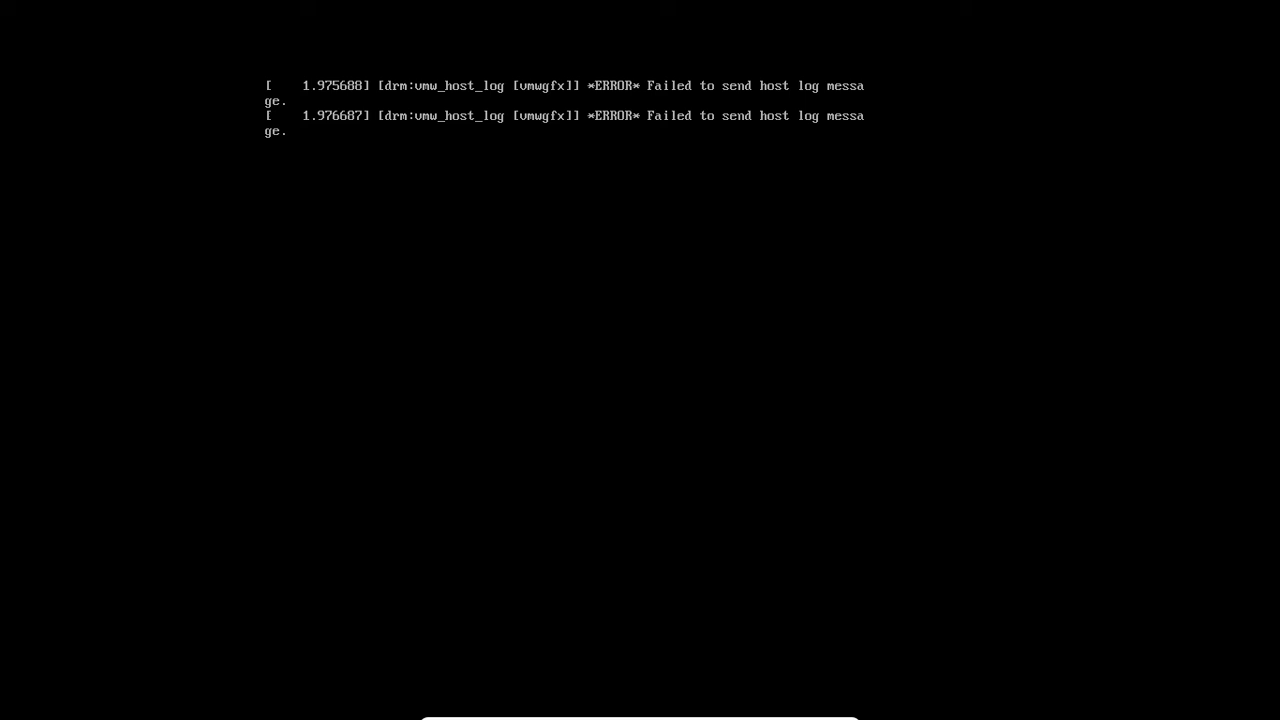 [    1.975688] [drm:vmw_host_log [vmwgfx]] *ERROR* Failed to send host log messa
ge.
[    1.976687] [drm:vmw_host_log [vmwgfx]] *ERROR* Failed to send host log messa
ge.